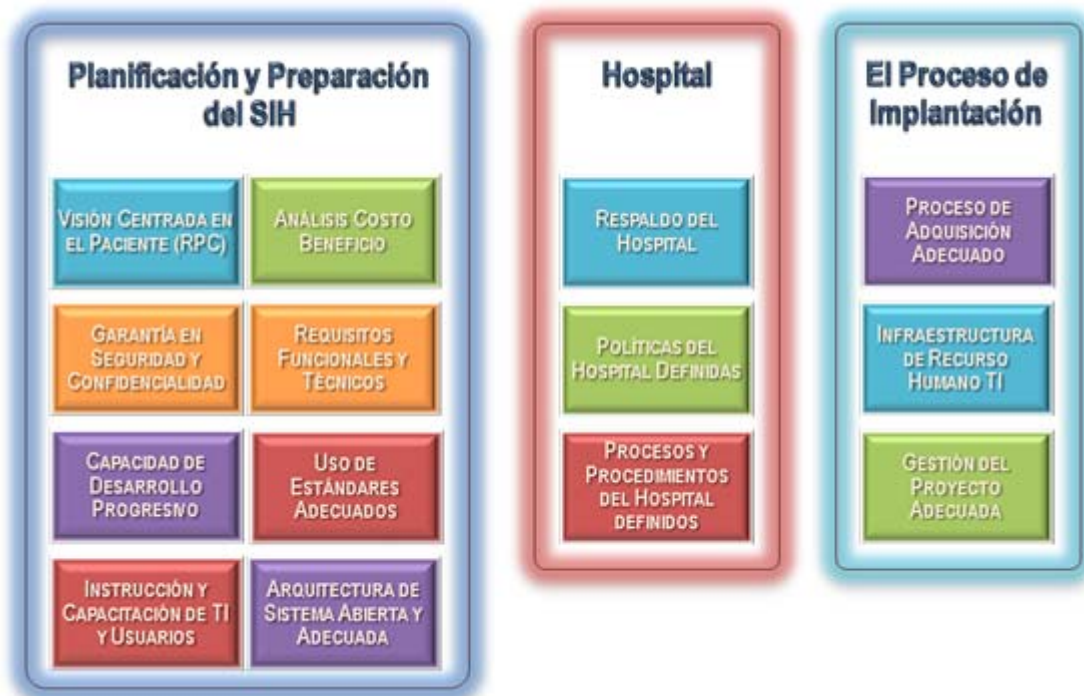 Planificación y Preparación
del SIH
VISIÓN CENTRADA EN
EL PACIENTE (RPC)
ANÁLISIS COSTO
BENEFICIO
GARANTÍA EN
SEGURIDAD Y
CONFIDENCIALIDAD
REQUISITOS
FUNCIONALES Y
TÉCNICOS
CAPACIDAD DE
DESARROLLO
PROGRESIVO
USO DE
ESTÁNDARES
ADECUADOS
INSTRUCCIÓN Y
CAPACITACIÓN DE TI
Y USUARIOS
ARQUITECTURA DE
SISTEMA ABIERTA Y
ADECUADA
Hospital
RESPALDO DEL
HOSPITAL
POLÍTICAS DEL
HOSPITAL DEFINIDAS
PROCESOS Y
PROCEDIMIENTOS
DEL HOSPITAL
DEFINIDOS
El Proceso de
Implantación
PROCESO DE
ADQUISICIÓN
ADECUADO
INFRAESTRUCTURA
DE RECURSO
HUMANO TI
GESTIÓN DEL
PROYECTO
ADECUADA